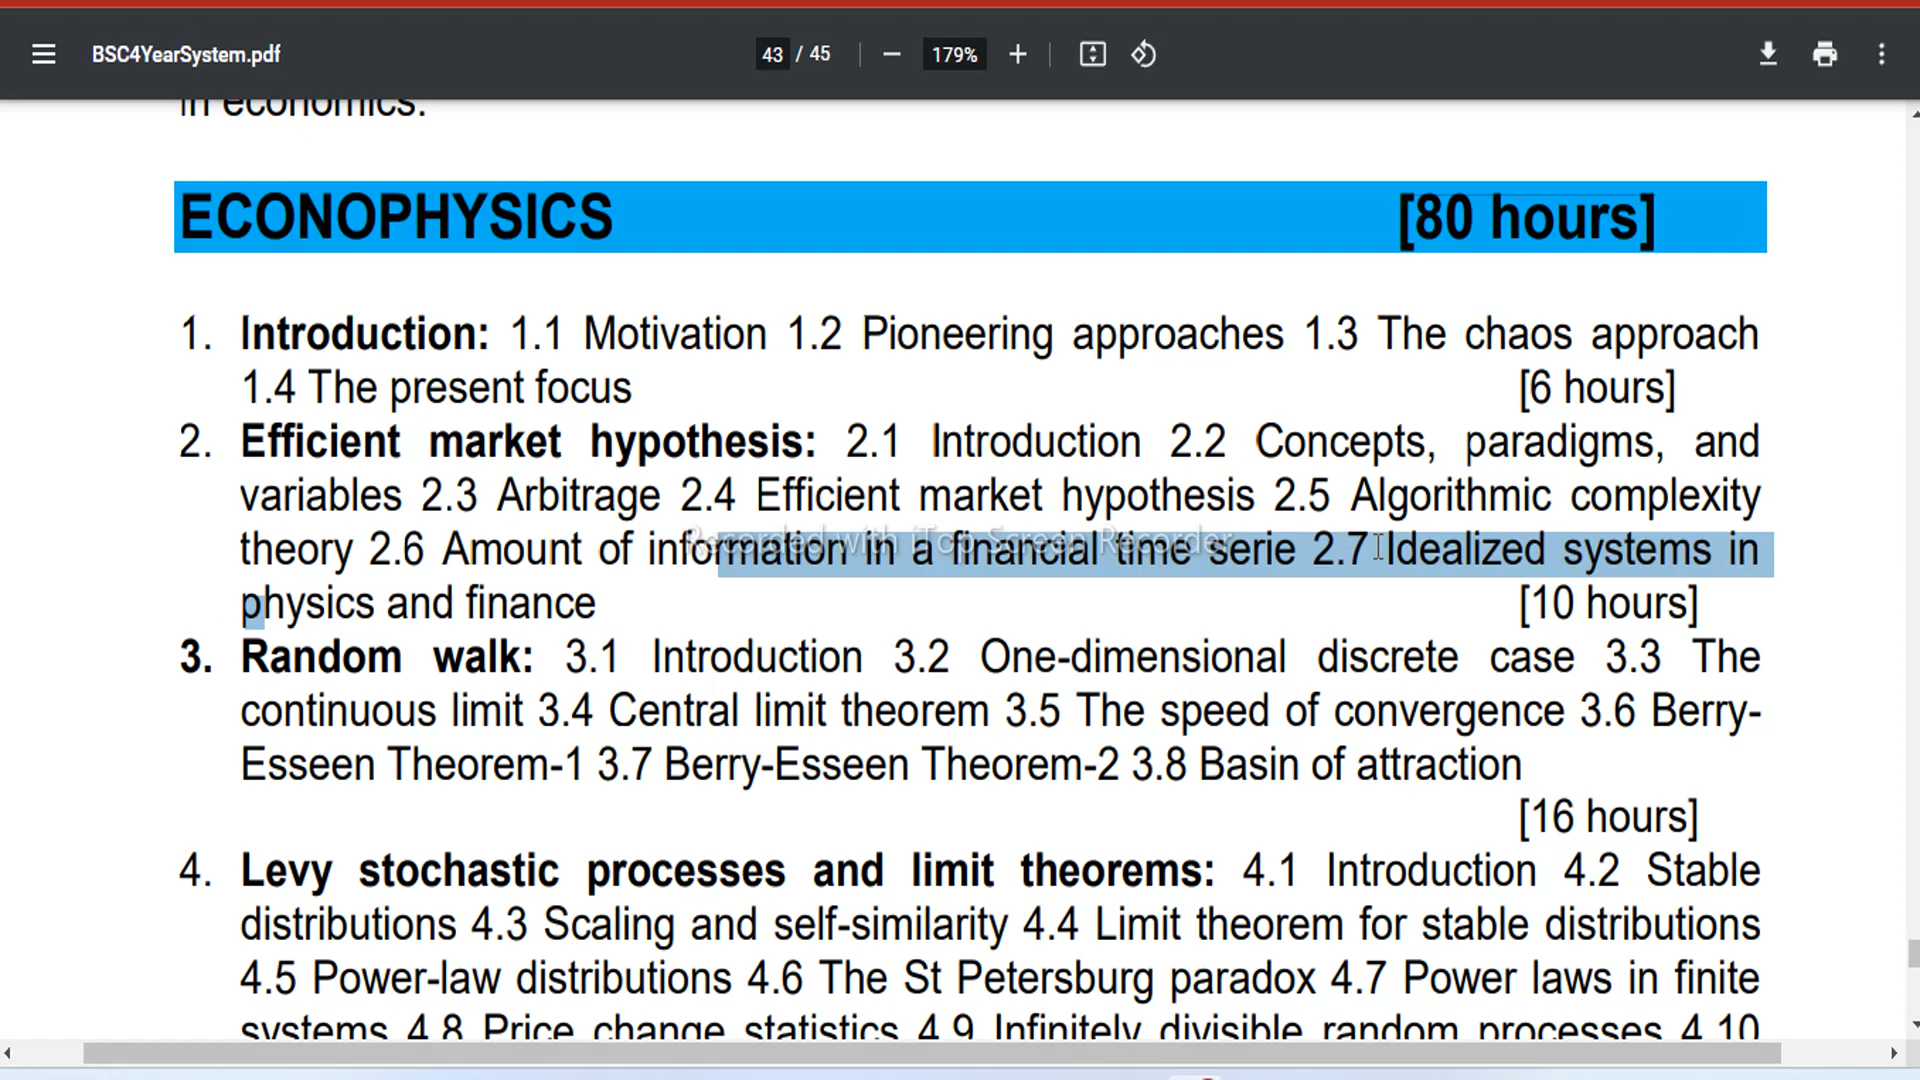 BSC4YearSystem.pdf 43 / 45 179%
in economics.
ECONOPHYSICS [80 hours]
1. Introduction: 1.1 Motivation 1.2 Pioneering approaches 1.3 The chaos approach
1.4 The present focus [6 hours]
2. Efficient market hypothesis: 2.1 Introduction 2.2 Concepts, paradigms, and
variables 2.3 Arbitrage 2.4 Efficient market hypothesis 2.5 Algorithmic complexity
Recorded with iTop Screen Recorder
theory 2.6 Amount of information in a financial time serie 2.7 Idealized systems in
physics and finance [10 hours]
3. Random walk: 3.1 Introduction 3.2 One-dimensional discrete case 3.3 The
continuous limit 3.4 Central limit theorem 3.5 The speed of convergence 3.6 Berry-
Esseen Theorem-1 3.7 Berry-Esseen Theorem-2 3.8 Basin of attraction
[16 hours]
4. Levy stochastic processes and limit theorems: 4.1 Introduction 4.2 Stable
distributions 4.3 Scaling and self-similarity 4.4 Limit theorem for stable distributions
4.5 Power-law distributions 4.6 The St Petersburg paradox 4.7 Power laws in finite
systems 4.8 Price change statistics 4.9 Infinitely divisible random processes 4.10